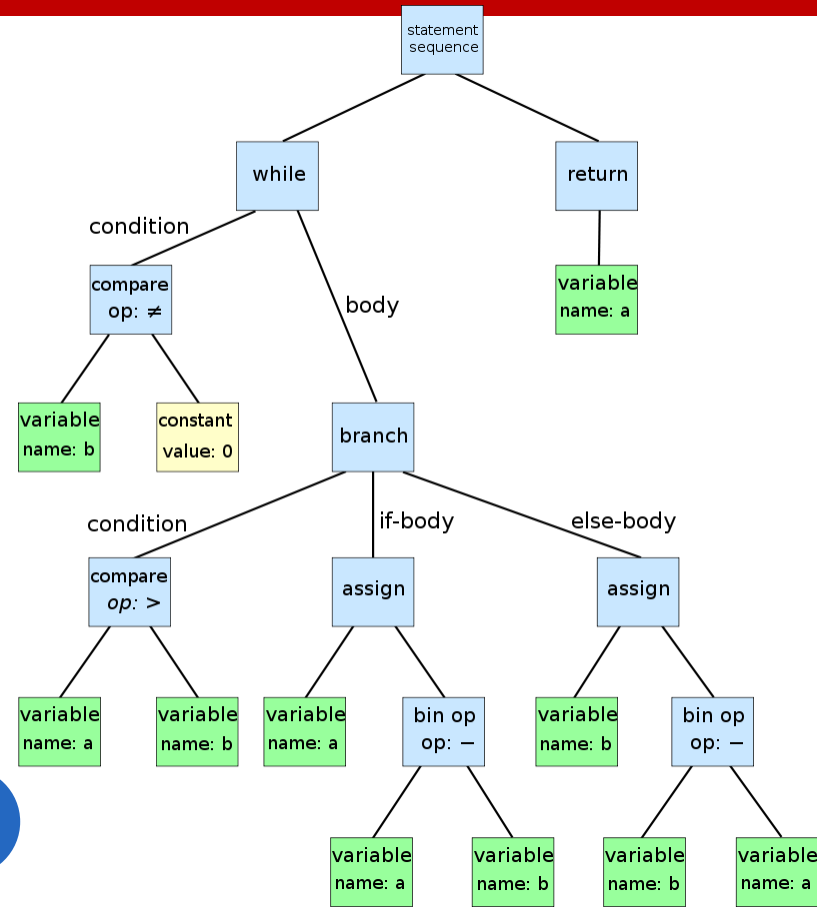 statement
sequence
while
return
condition
compare
op: ≠
body
variable
name: a
variable
name: b
constant
value: 0
branch
condition
if-body
else-body
compare
op: >
assign
assign
variable
name: a
variable
name: b
variable
name: a
bin op
op: −
variable
name: b
bin op
op: −
variable
name: a
variable
name: b
variable
name: b
variable
name: a